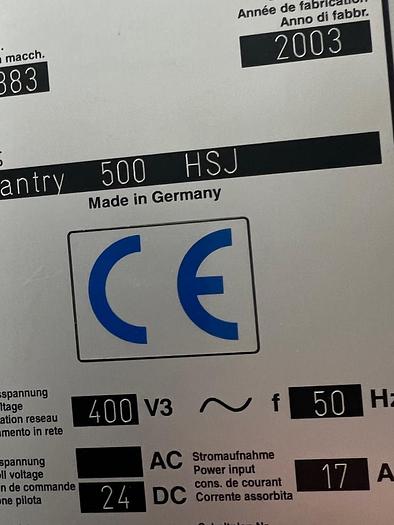 Année de fabrication
Anno di fabbr.
2003
macch.
383
antry 500 HSJ
Made in Germany
CE
spannung
ltage
ation reseau
mento in rete
400 V3 ~ f 50 Hz
spannung
ll voltage
n de commande
ne pilota
AC
24 DC
Stromaufnahme
Power input
cons. de courant
Corrente assorbita
17 A